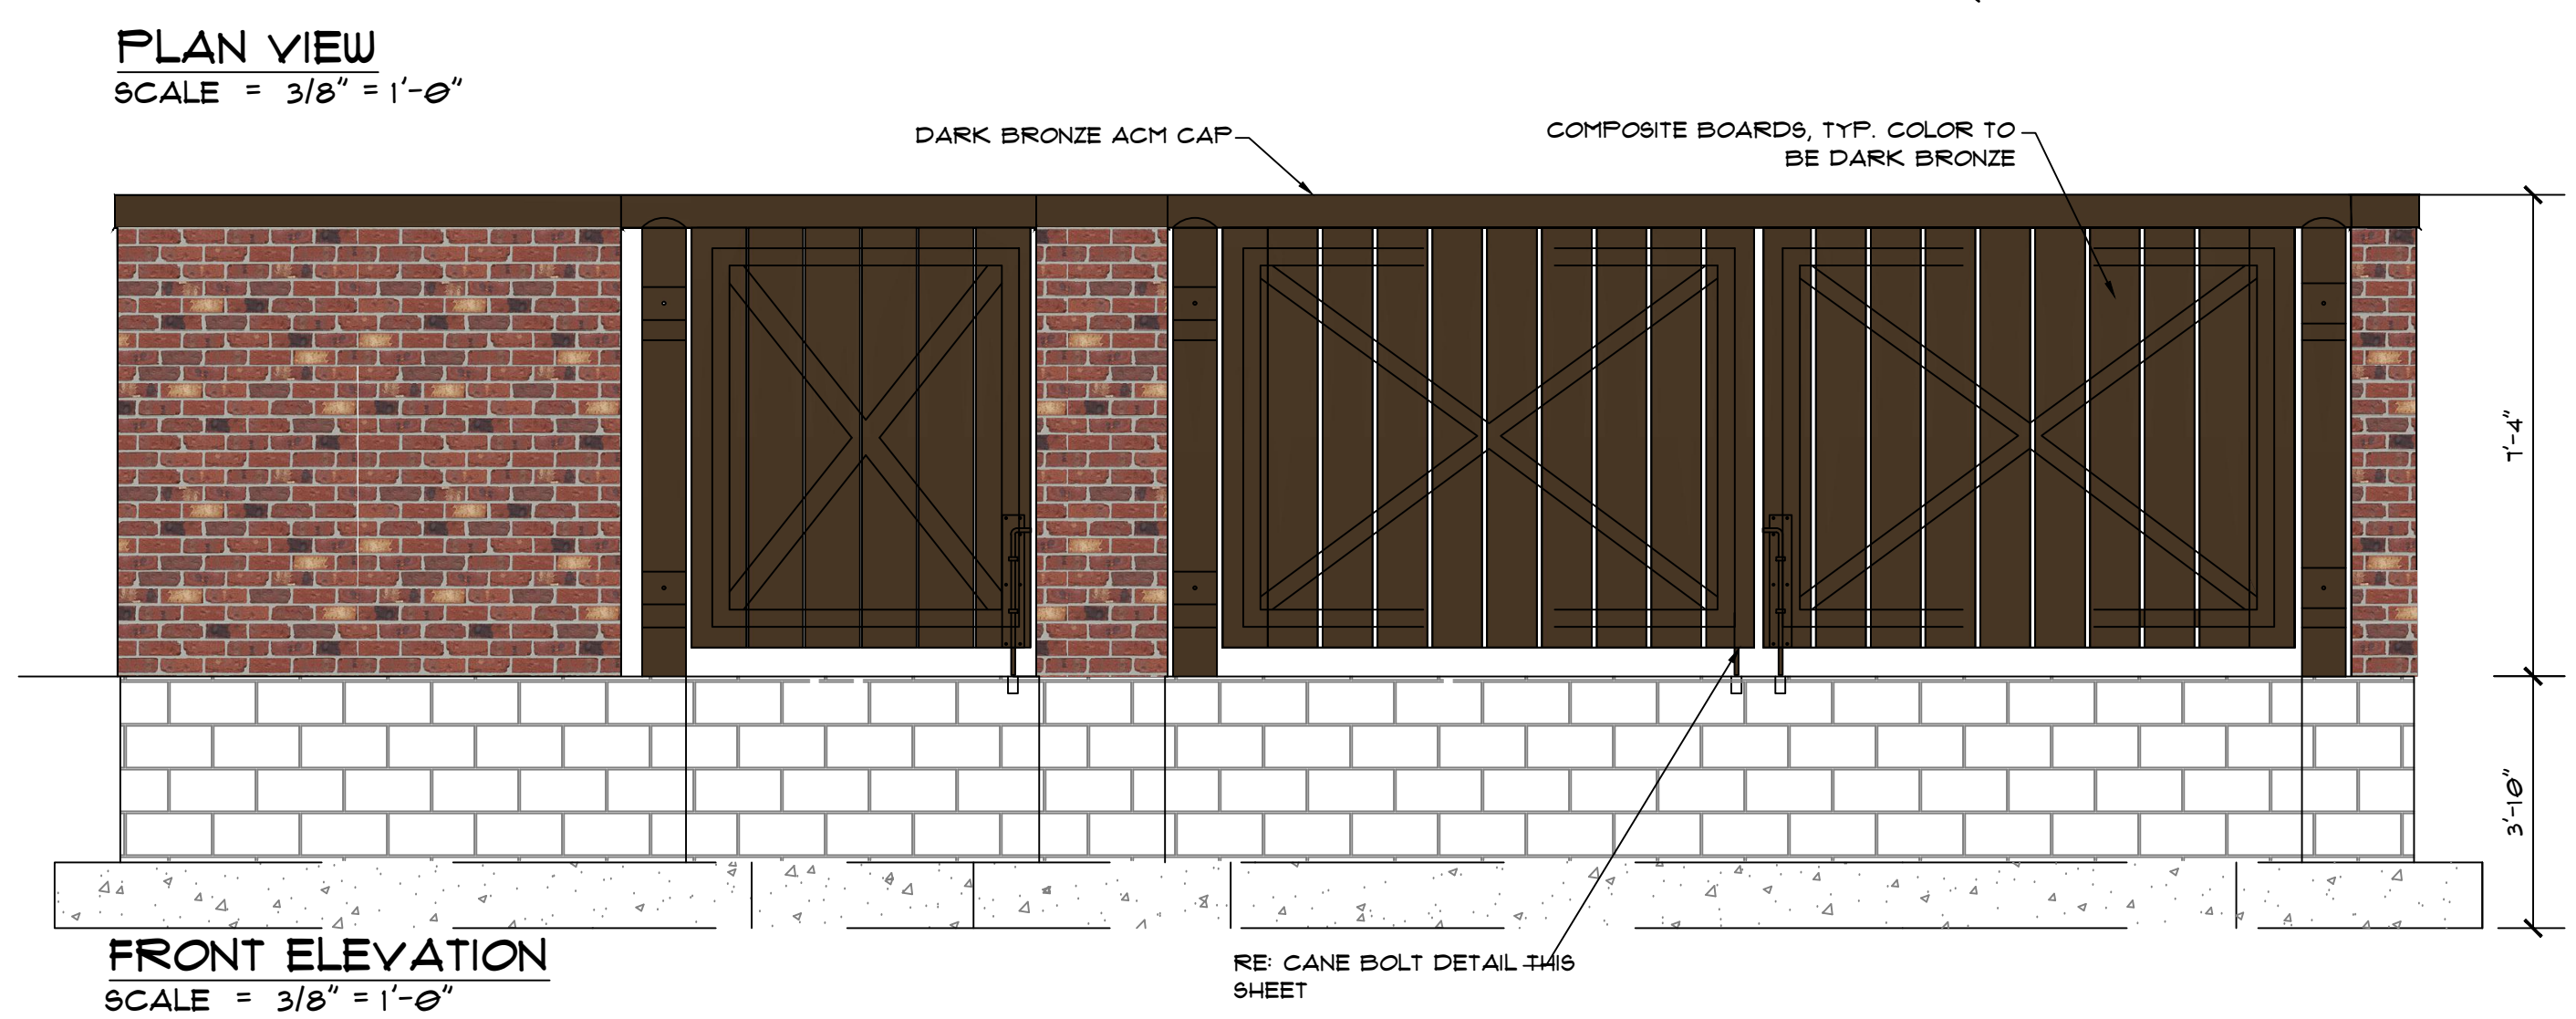 PLAN VIEW
SCALE = 3/8" = 1'-0"
DARK BRONZE ACM CAP
COMPOSITE BOARDS, TYP. COLOR TO
BE DARK BRONZE
7'-4"
3'-10"
FRONT ELEVATION
SCALE = 3/8" = 1'-0"
RE: CANE BOLT DETAIL THIS
SHEET